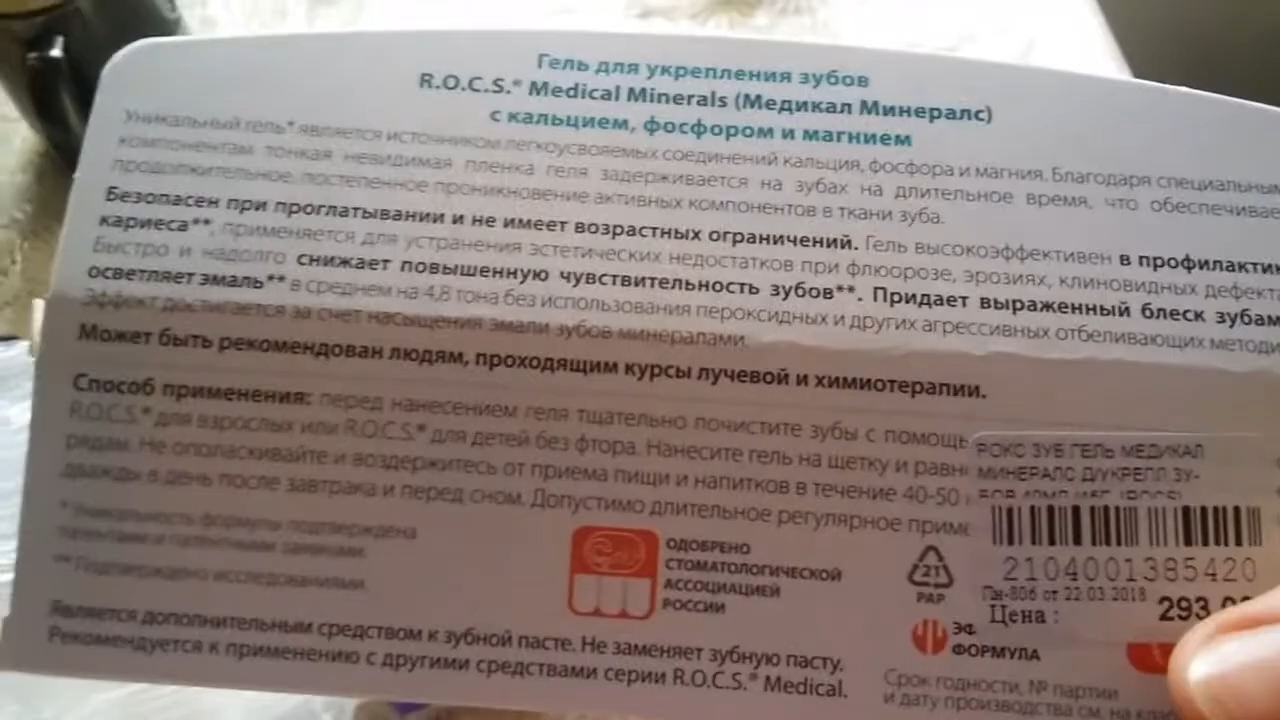 Гель для укрепления зубов
R.O.C.S.® Medical Minerals (Медикал Минералс)
с кальцием, фосфором и магнием
Уникальный гель* является источником легкоусвояемых соединений кальция, фосфора и магния. Благодаря специальным
компонентам тонкая невидимая пленка геля задерживается на зубах на длительное время, что обеспечивае
продолжительное, постепенное проникновение активных компонентов в ткани зуба.
Безопасен при проглатывании и не имеет возрастных ограничений. Гель высокоэффективен в профилактик
кариеса**, применяется для устранения эстетических недостатков при флюорозе, эрозиях, клиновидных дефект
Быстро и надолго снижает повышенную чувствительность зубов**. Придает выраженный блеск зубам
осветляет эмаль** в среднем на 4,8 тона без использования пероксидных и других агрессивных отбеливающих методи
Эффект достигается за счет насыщения эмали зубов минералами.
Может быть рекомендован людям, проходящим курсы лучевой и химиотерапии.
Способ применения: перед нанесением геля тщательно почистите зубы с помощь
R.O.C.S.® для взрослых или R.O.C.S.® для детей без фтора. Нанесите гель на щетку и равн
рядам. Не ополаскивайте и воздержитесь от приема пищи и напитков в течение 40-50
дважды в день после завтрака и перед сном. Допустимо длительное регулярное приме
* Уникальность формулы подтверждена
патентами и патентными заявками.
** Подтверждено исследованиями.
ОДОБРЕНО
СТОМАТОЛОГИЧЕСКОЙ
АССОЦИАЦИЕЙ
РОССИИ
21
PAP
РОКС ЗУБ.ГЕЛЬ МЕДИКАЛ
МИНЕРАЛС Д/УКРЕПЛ.ЗУ-
2104001385420
Пн-806 от 22.03.2018
Цена : 293.00
ЭФ
ФОРМУЛА
Является дополнительным средством к зубной пасте. Не заменяет зубную пасту.
Рекомендуется к применению с другими средствами серии R.O.C.S.® Medical.
Срок годности, № партии
и дату производства см. на кла